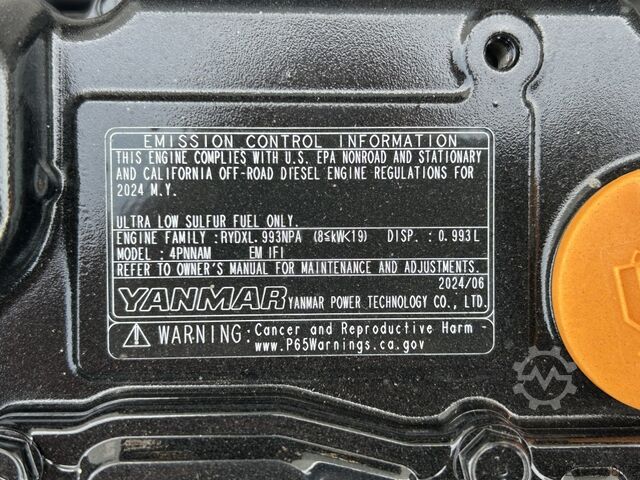 EMISSION CONTROL INFORMATION
THIS ENGINE COMPLIES WITH U.S. EPA NONROAD AND STATIONARY
AND CALIFORNIA OFF-ROAD DIESEL ENGINE REGULATIONS FOR
2024 M.Y.
ULTRA LOW SULFUR FUEL ONLY.
ENGINE FAMILY : RYDXL.993NPA (8≤kW<19) DISP. : 0.993L
MODEL : 4PNNAM EM IFI
REFER TO OWNER'S MANUAL FOR MAINTENANCE AND ADJUSTMENTS.
2024/06
YANMAR YANMAR POWER TECHNOLOGY CO., LTD.
WARNING: Cancer and Reproductive Harm -
www.P65Warnings.ca.gov